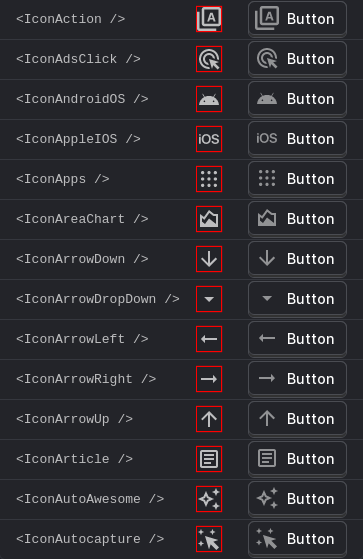 <IconAction /> A Button
<IconAdsClick /> Button
<IconAndroidOS /> Button
<IconAppleIOS /> iOS iOS Button
<IconApps /> Button
<IconAreaChart /> Button
<IconArrowDown /> Button
<IconArrowDropDown /> Button
<IconArrowLeft /> Button
<IconArrowRight /> Button
<IconArrowUp /> Button
<IconArticle /> Button
<IconAutoAwesome /> Button
<IconAutocapture /> Button